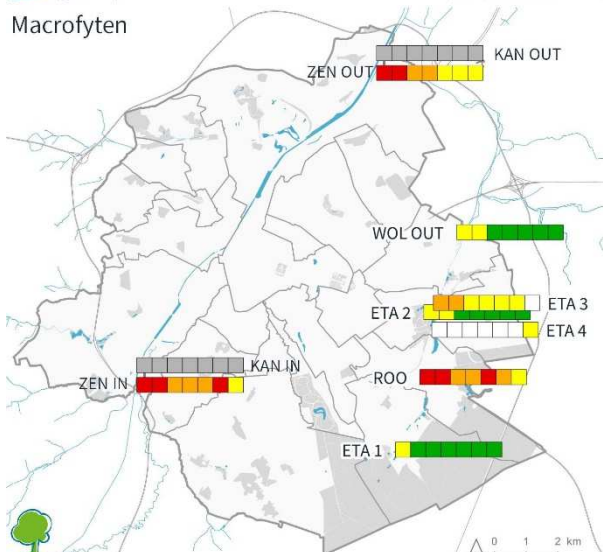 Macrofyten
KAN OUT
ZEN OUT
WOL OUT
ETA 3
ETA 2
ETA 4
KAN IN
ZEN IN
ROO
ETA 1
0 1 2 km